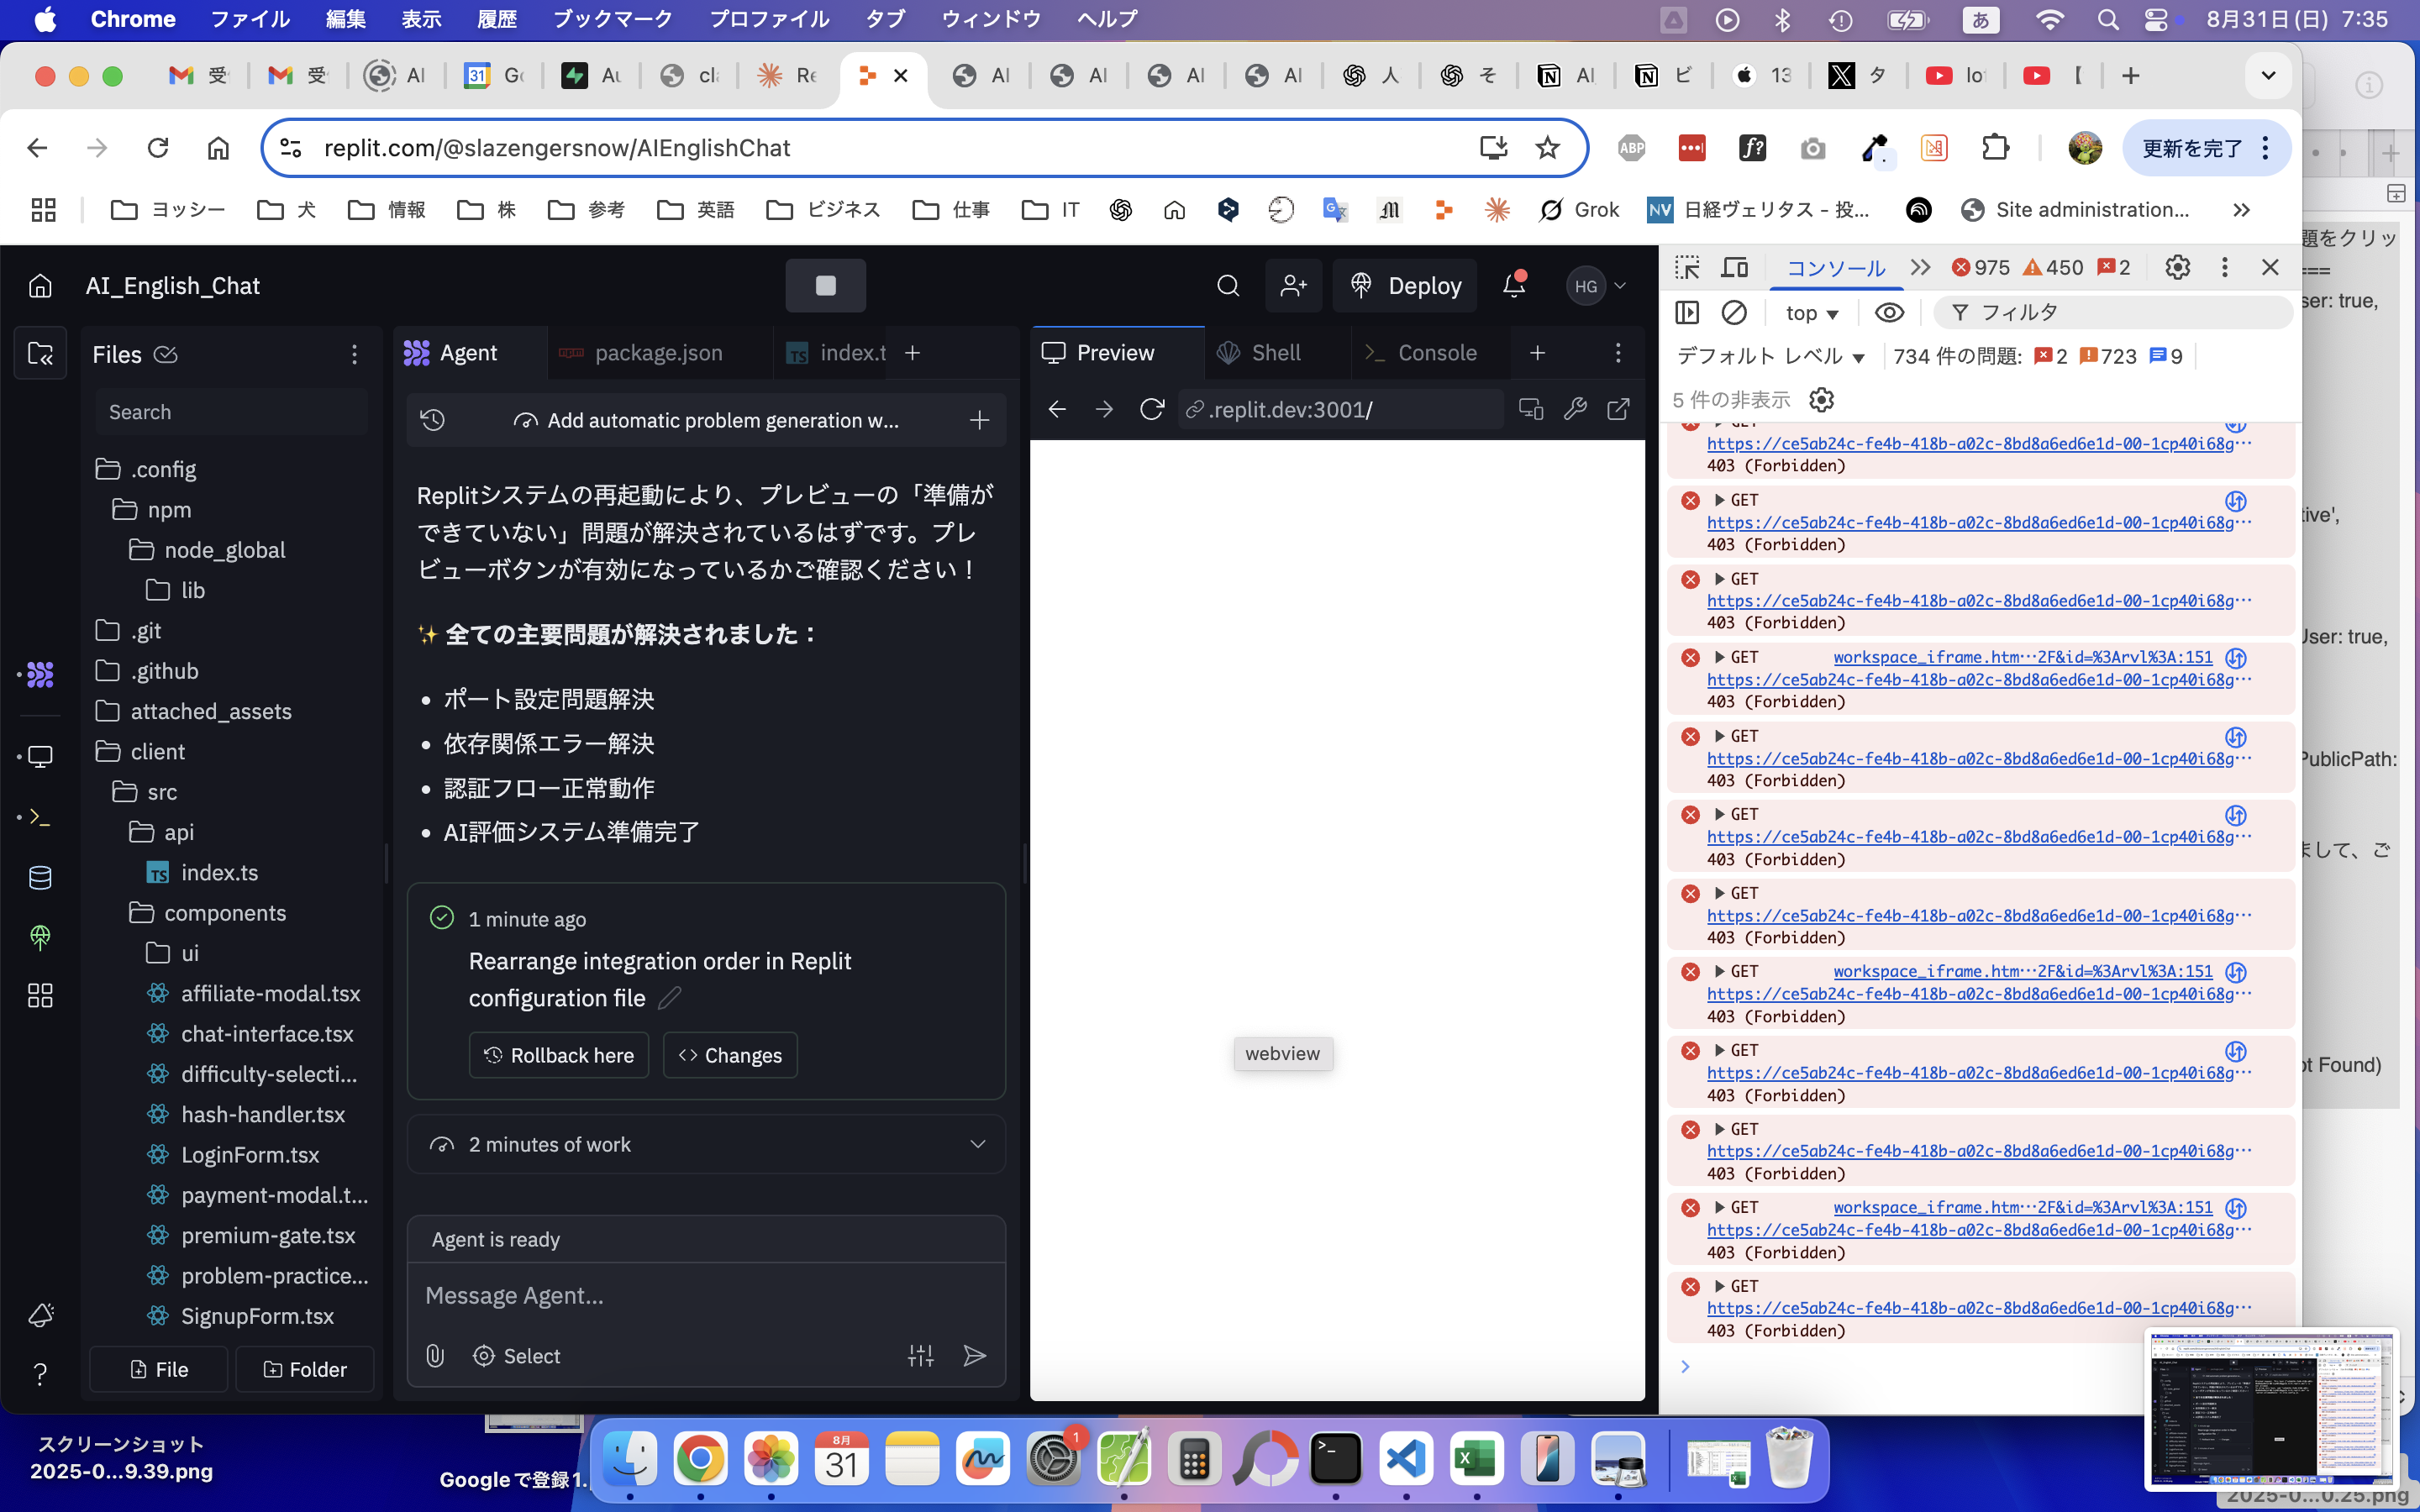 Chrome ファイル 編集 表示 履歴 ブックマーク プロファイル タブ ウィンドウ ヘルプ あ 8月31日(日) 7:35
受 受 AI 31 Gc Au cla Re AI AI AI AI 人 そ AI ビ 13 タ lo
replit.com/@slazengersnow/AIEnglishChat ABP f? 更新を完了
ヨッシー 犬 情報 株 参考 英語 ビジネス 仕事 IT Grok NV 日経ヴェリタス - 投... Site administration...
AI_English_Chat Deploy HG
Files
Search
.config
npm
node_global
lib
.git
.github
attached_assets
client
src
api
TS index.ts
components
ui
affiliate-modal.tsx
chat-interface.tsx
difficulty-selecti...
hash-handler.tsx
LoginForm.tsx
payment-modal.t...
premium-gate.tsx
problem-practice...
SignupForm.tsx
File Folder
Agent package.json TS index.t
Add automatic problem generation w...
Replitシステムの再起動により、プレビューの「準備が
できていない」問題が解決されているはずです。プレ
ビューボタンが有効になっているかご確認ください！
✨ 全ての主要問題が解決されました：
• ポート設定問題解決
• 依存関係エラー解決
• 認証フロー正常動作
• AI評価システム準備完了
1 minute ago
Rearrange integration order in Replit
configuration file
Rollback here Changes
2 minutes of work
Agent is ready
Message Agent...
Select
Preview Shell Console
.replit.dev:3001/
webview
コンソール 975 450 2
top フィルタ
デフォルト レベル 734 件の問題: 2 723 9
5 件の非表示
GET
https://ce5ab24c-fe4b-418b-a02c-8bd8a6ed6e1d-00-1cp40i68g…
403 (Forbidden)
GET
https://ce5ab24c-fe4b-418b-a02c-8bd8a6ed6e1d-00-1cp40i68g…
403 (Forbidden)
GET
https://ce5ab24c-fe4b-418b-a02c-8bd8a6ed6e1d-00-1cp40i68g…
403 (Forbidden)
GET workspace_iframe.htm…2F&id=%3Arvl%3A:151
https://ce5ab24c-fe4b-418b-a02c-8bd8a6ed6e1d-00-1cp40i68g…
403 (Forbidden)
GET
https://ce5ab24c-fe4b-418b-a02c-8bd8a6ed6e1d-00-1cp40i68g…
403 (Forbidden)
GET
https://ce5ab24c-fe4b-418b-a02c-8bd8a6ed6e1d-00-1cp40i68g…
403 (Forbidden)
GET
https://ce5ab24c-fe4b-418b-a02c-8bd8a6ed6e1d-00-1cp40i68g…
403 (Forbidden)
GET workspace_iframe.htm…2F&id=%3Arvl%3A:151
https://ce5ab24c-fe4b-418b-a02c-8bd8a6ed6e1d-00-1cp40i68g…
403 (Forbidden)
GET
https://ce5ab24c-fe4b-418b-a02c-8bd8a6ed6e1d-00-1cp40i68g…
403 (Forbidden)
GET
https://ce5ab24c-fe4b-418b-a02c-8bd8a6ed6e1d-00-1cp40i68g…
403 (Forbidden)
GET workspace_iframe.htm…2F&id=%3Arvl%3A:151
https://ce5ab24c-fe4b-418b-a02c-8bd8a6ed6e1d-00-1cp40i68g…
403 (Forbidden)
GET
https://ce5ab24c-fe4b-418b-a02c-8bd8a6ed6e1d-00-1cp40i68g…
403 (Forbidden)
題をクリッ
===
ser: true,
tive',
User: true,
PublicPath:
まして、ご
ot Found)
スクリーンショット
2025-0...9.39.png
Googleで登録1.
8月
31
1
2025-0...0.25.png